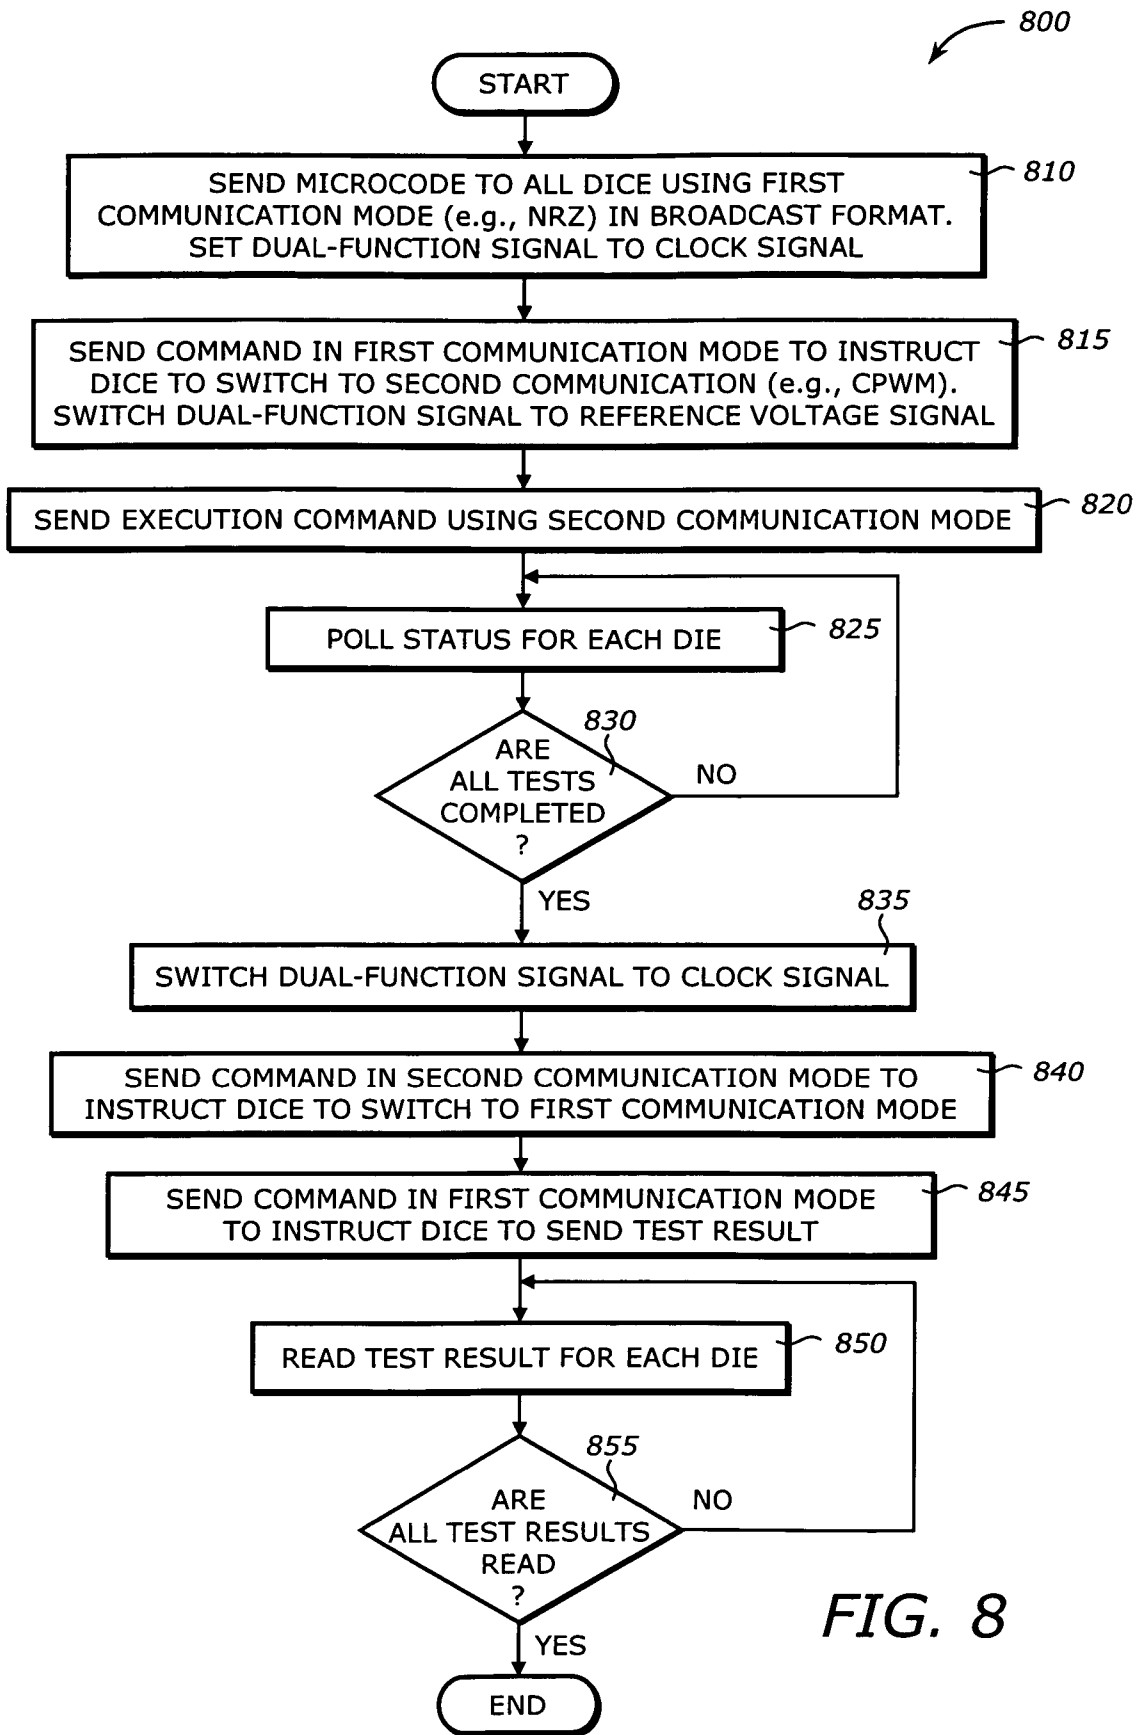 800
START
SEND MICROCODE TO ALL DICE USING FIRST
COMMUNICATION MODE (e.g., NRZ) IN BROADCAST FORMAT.
SET DUAL-FUNCTION SIGNAL TO CLOCK SIGNAL
810
SEND COMMAND IN FIRST COMMUNICATION MODE TO INSTRUCT
DICE TO SWITCH TO SECOND COMMUNICATION (e.g., CPWM).
SWITCH DUAL-FUNCTION SIGNAL TO REFERENCE VOLTAGE SIGNAL
815
SEND EXECUTION COMMAND USING SECOND COMMUNICATION MODE
820
POLL STATUS FOR EACH DIE
825
830
ARE
ALL TESTS
COMPLETED
?
NO
YES
835
SWITCH DUAL-FUNCTION SIGNAL TO CLOCK SIGNAL
SEND COMMAND IN SECOND COMMUNICATION MODE TO
INSTRUCT DICE TO SWITCH TO FIRST COMMUNICATION MODE
840
SEND COMMAND IN FIRST COMMUNICATION MODE
TO INSTRUCT DICE TO SEND TEST RESULT
845
READ TEST RESULT FOR EACH DIE
850
855
ARE
ALL TEST RESULTS
READ
?
NO
YES
END
FIG. 8